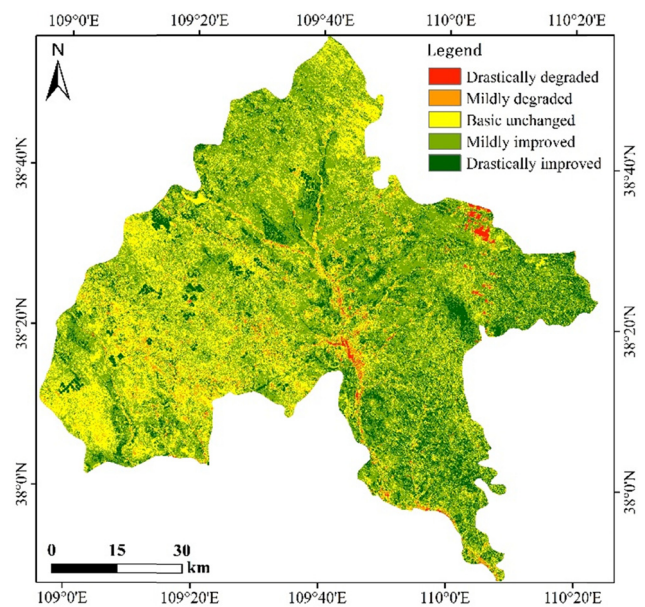 109°0'E 109°20'E 109°40'E 110°0'E 110°20'E
N
Legend
Drastically degraded
Mildly degraded
Basic unchanged
Mildly improved
Drastically improved
38°40'N 38°40'N
38°20'N 38°20'N
38°0'N 38°0'N
0 15 30
km
109°0'E 109°20'E 109°40'E 110°0'E 110°20'E